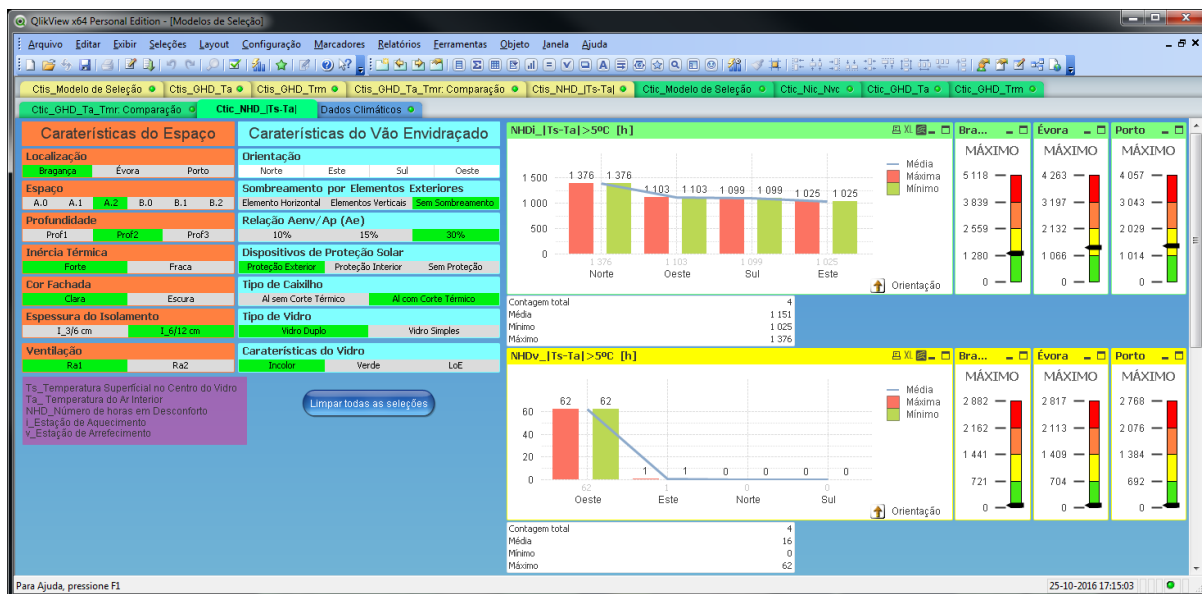 QlikView x64 Personal Edition - [Modelos de Seleção]
Arquivo Editar Exibir Seleções Layout Configuração Marcadores Relatórios Ferramentas Objeto Janela Ajuda
Ctis_Modelo de Seleção Ctis_GHD_Ta Ctis_GHD_Trm Ctis_GHD_Ta_Tmr: Comparação Ctis_NHD_|Ts-Ta| Ctic_Modelo de Seleção Ctic_Nic_Nvc Ctic_GHD_Ta Ctic_GHD_Trm
Ctic_GHD_Ta_Tmr: Comparação Ctic_NHD_|Ts-Ta| Dados Climáticos
Caraterísticas do Espaço
Localização
Bragança Évora Porto
Espaço
A.0 A.1 A.2 B.0 B.1 B.2
Profundidade
Prof1 Prof2 Prof3
Inércia Térmica
Forte Fraca
Cor Fachada
Clara Escura
Espessura do Isolamento
I_3/6 cm I_6/12 cm
Ventilação
Ra1 Ra2
Ts_Temperatura Superficial no Centro do Vidro
Ta_ Temperatura do Ar Interior
NHD_Número de horas em Desconforto
i_Estação de Aquecimento
v_Estação de Arrefecimento
Caraterísticas do Vão Envidraçado
Orientação
Norte Este Sul Oeste
Sombreamento por Elementos Exteriores
Elemento Horizontal Elementos Verticais Sem Sombreamento
Relação Aenv/Ap (Ae)
10% 15% 30%
Dispositivos de Proteção Solar
Proteção Exterior Proteção Interior Sem Proteção
Tipo de Caixilho
Al sem Corte Térmico Al com Corte Térmico
Tipo de Vidro
Vidro Duplo Vidro Simples
Caraterísticas do Vidro
Incolor Verde LoE
Limpar todas as seleções
NHDi_|Ts-Ta|>5ºC [h]
XL
Média
Máxima
Mínimo
1 500
1 000
500
0
1 376 1 376 1 103 1 103 1 099 1 099 1 025 1 025
1 376 1 103 1 099 1 025
Norte Oeste Sul Este
Orientação
Contagem total 4
Média 1 151
Mínimo 1 025
Máximo 1 376
Bra...
MÁXIMO
5 118
3 839
2 559
1 280
0
Évora
MÁXIMO
4 263
3 197
2 132
1 066
0
Porto
MÁXIMO
4 057
3 043
2 029
1 014
0
NHDv_|Ts-Ta|>5ºC [h]
XL
Média
Máxima
Mínimo
60
40
20
0
62 62 1 1 0 0 0 0
62 1 0 0
Oeste Este Norte Sul
Orientação
Contagem total 4
Média 16
Mínimo 0
Máximo 62
Bra...
MÁXIMO
2 882
2 162
1 441
721
0
Évora
MÁXIMO
2 817
2 113
1 409
704
0
Porto
MÁXIMO
2 768
2 076
1 384
692
0
Para Ajuda, pressione F1
25-10-2016 17:15:03